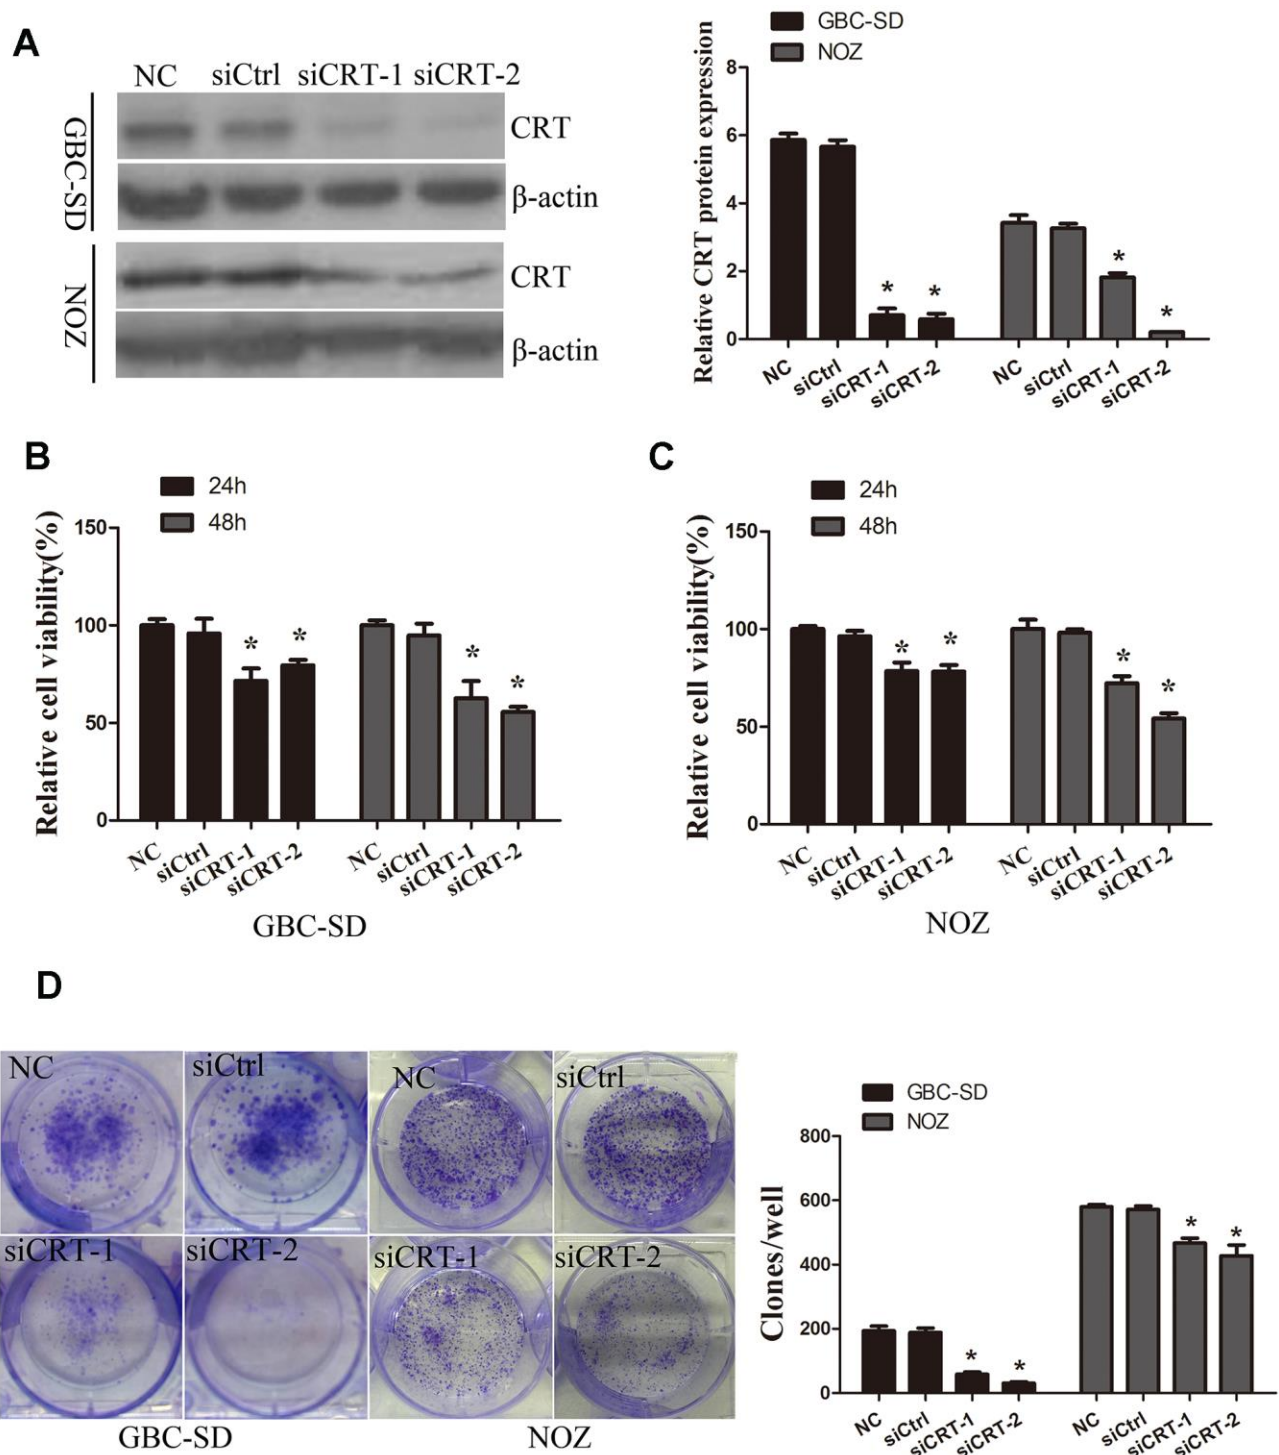 A
NC siCtrl siCRT-1 siCRT-2
GBC-SD
CRT
β-actin
NOZ
CRT
β-actin
GBC-SD
NOZ
Relative CRT protein expression
8
6
4
2
0
NC siCtrl siCRT-1 siCRT-2 NC siCtrl siCRT-1 siCRT-2
* * * *
B
24h
48h
Relative cell viability(%)
150
100
50
0
* * * *
NC siCtrl siCRT-1 siCRT-2 NC siCtrl siCRT-1 siCRT-2
GBC-SD
C
24h
48h
Relative cell viability(%)
150
100
50
0
* * * *
NC siCtrl siCRT-1 siCRT-2 NC siCtrl siCRT-1 siCRT-2
NOZ
D
NC siCtrl NC siCtrl
siCRT-1 siCRT-2 siCRT-1 siCRT-2
GBC-SD NOZ
GBC-SD
NOZ
Clones/well
800
600
400
200
0
* * * *
NC siCtrl siCRT-1 siCRT-2 NC siCtrl siCRT-1 siCRT-2